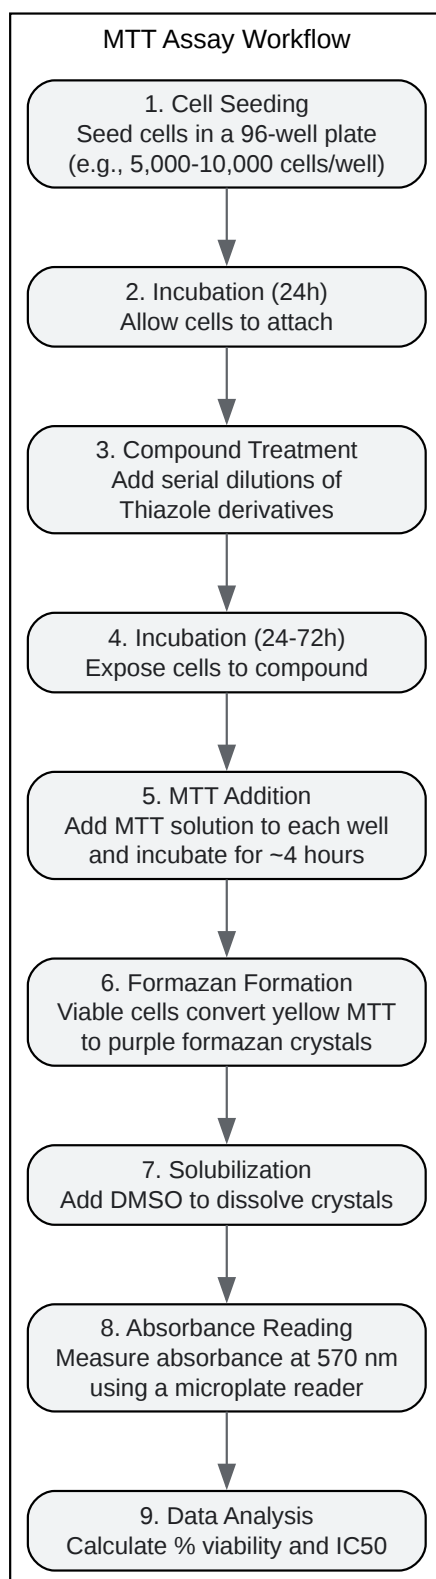 MTT Assay Workflow
1. Cell Seeding
Seed cells in a 96-well plate
(e.g., 5,000-10,000 cells/well)
2. Incubation (24h)
Allow cells to attach
3. Compound Treatment
Add serial dilutions of
Thiazole derivatives
4. Incubation (24-72h)
Expose cells to compound
5. MTT Addition
Add MTT solution to each well
and incubate for ~4 hours
6. Formazan Formation
Viable cells convert yellow MTT
to purple formazan crystals
7. Solubilization
Add DMSO to dissolve crystals
8. Absorbance Reading
Measure absorbance at 570 nm
using a microplate reader
9. Data Analysis
Calculate % viability and IC50